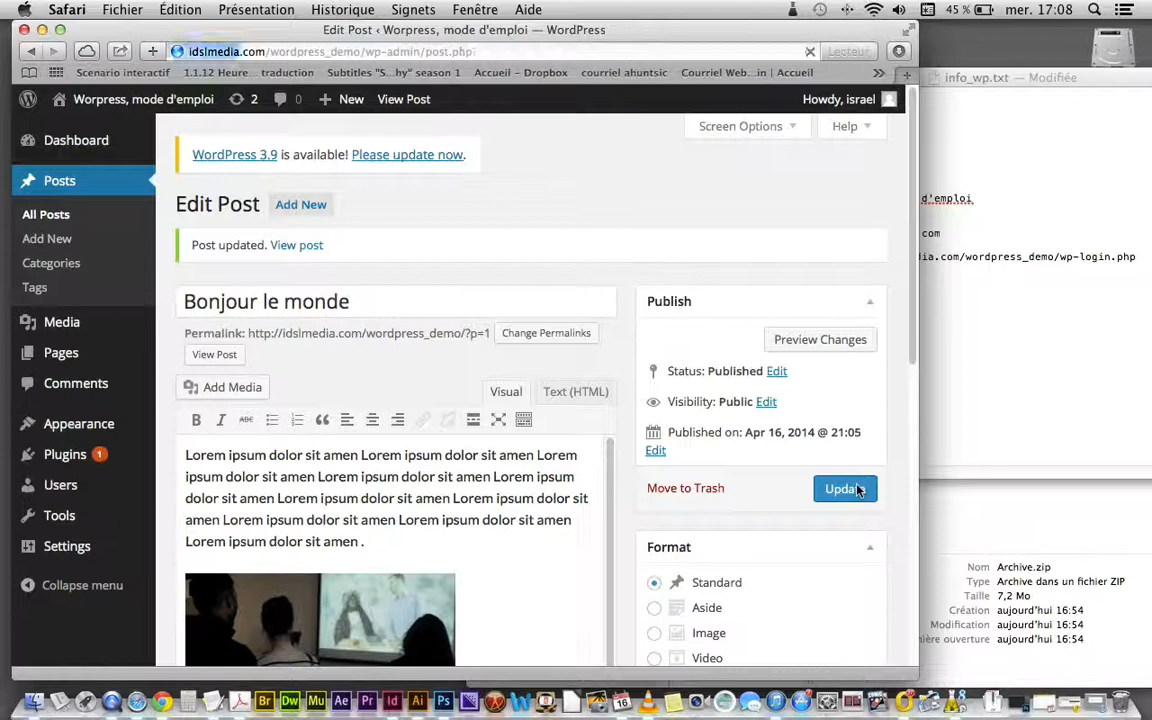 Safari Fichier Édition Présentation Historique Signets Fenêtre Aide 45 % mer. 17:08
Edit Post ‹ Worpress, mode d'emploi — WordPress
idslmedia.com/wordpress_demo/wp-admin/post.php
Lecteur
Scenario interactif 1.1.12 Heure traduction Subtitles "S...hy" season 1 Accueil – Dropbox courriel ahuntsic Courriel Web...in | Accueil
info_wp.txt — Modifiée
Worpress, mode d'emploi 2 0 New View Post Howdy, israel
Screen Options Help
WordPress 3.9 is available! Please update now.
Edit Post Add New
Post updated. View post
Dashboard
Posts
All Posts
Add New
Categories
Tags
Media
Pages
Comments
Appearance
Plugins 1
Users
Tools
Settings
Collapse menu
Bonjour le monde
Permalink: http://idslmedia.com/wordpress_demo/?p=1 Change Permalinks
View Post
Add Media
Visual Text (HTML)
B I ABC
Lorem ipsum dolor sit amen Lorem ipsum dolor sit amen Lorem
ipsum dolor sit amen Lorem ipsum dolor sit amen Lorem ipsum
dolor sit amen Lorem ipsum dolor sit amen Lorem ipsum dolor sit
amen Lorem ipsum dolor sit amen Lorem ipsum dolor sit amen
Lorem ipsum dolor sit amen .
Publish
Preview Changes
Status: Published Edit
Visibility: Public Edit
Published on: Apr 16, 2014 @ 21:05
Edit
Move to Trash Update
Format
Standard
Aside
Image
Video
d'emploi
com
ia.com/wordpress_demo/wp-login.php
Nom Archive.zip
Type Archive dans un fichier ZIP
Taille 7,2 Mo
Création aujourd'hui 16:54
Modification aujourd'hui 16:54
nière ouverture aujourd'hui 16:54
Br Dw Mu Ae Pr Id Ai Ps W 16